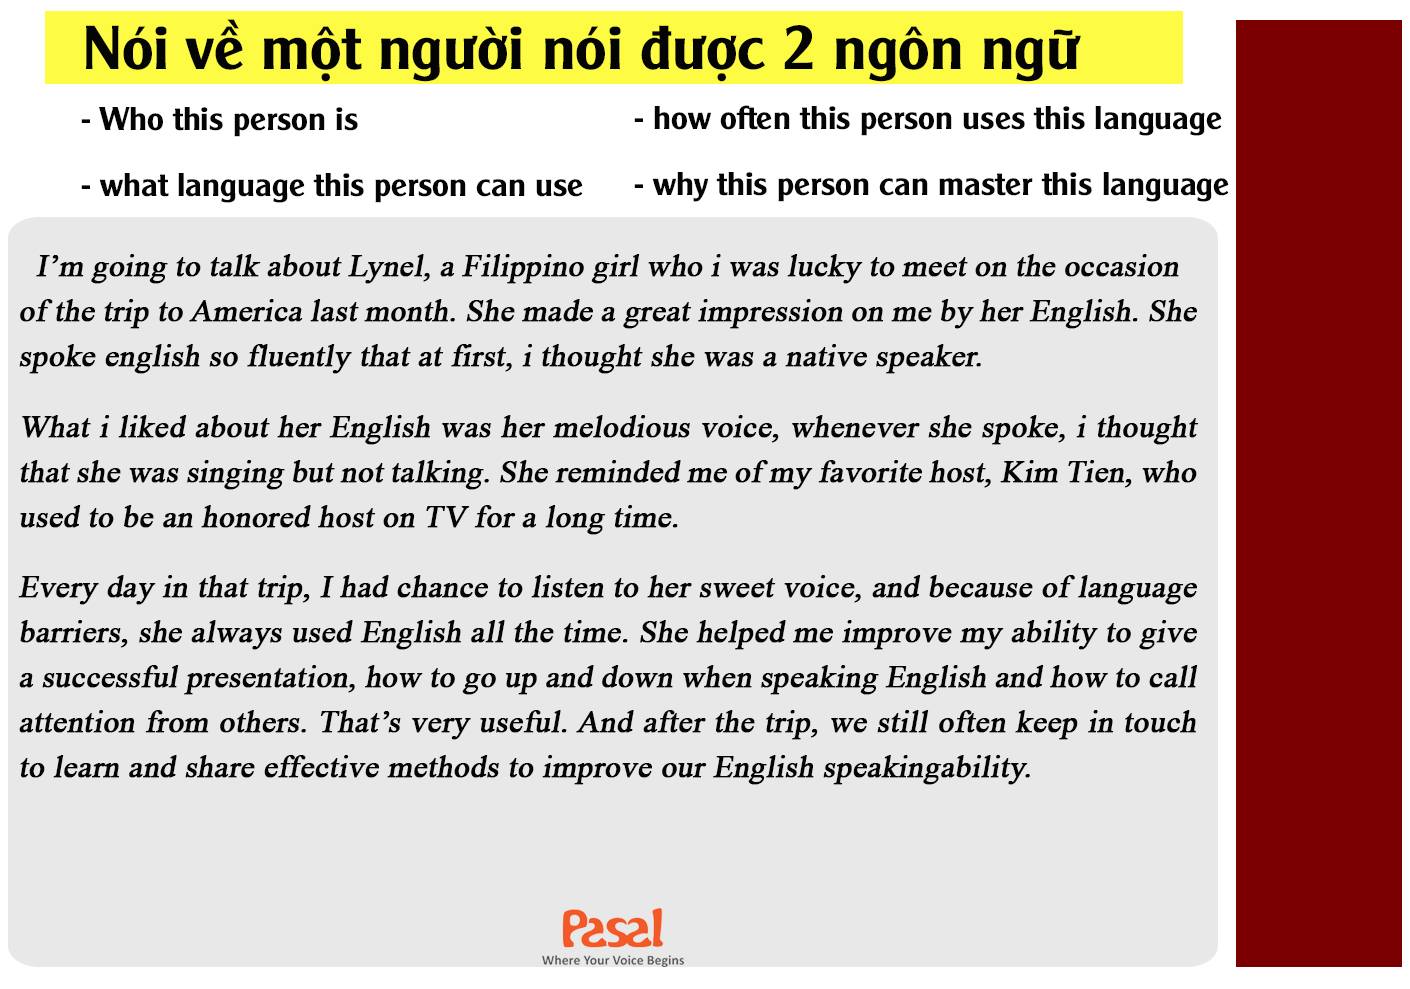 Nói về một người nói được 2 ngôn ngữ
- Who this person is
- how often this person uses this language
- what language this person can use
- why this person can master this language
I'm going to talk about Lynel, a Filippino girl who i was lucky to meet on the occasion
of the trip to America last month. She made a great impression on me by her English. She
spoke english so fluently that at first, i thought she was a native speaker.
What i liked about her English was her melodious voice, whenever she spoke, i thought
that she was singing but not talking. She reminded me of my favorite host, Kim Tien, who
used to be an honored host on TV for a long time.
Every day in that trip, I had chance to listen to her sweet voice, and because of language
barriers, she always used English all the time. She helped me improve my ability to give
a successful presentation, how to go up and down when speaking English and how to call
attention from others. That's very useful. And after the trip, we still often keep in touch
to learn and share effective methods to improve our English speakingability.
Pasal
Where Your Voice Begins